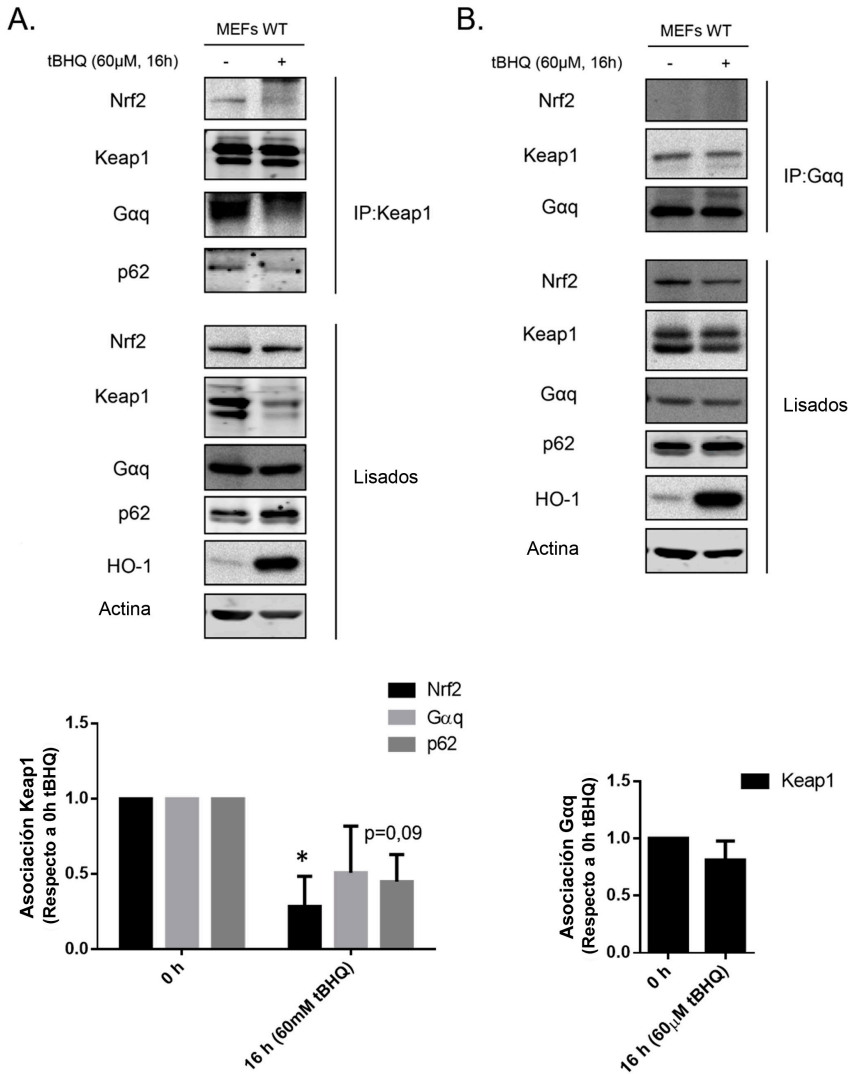 A.
MEFs WT
tBHQ (60µM, 16h) - +
Nrf2
Keap1
Gαq
p62
IP:Keap1
Nrf2
Keap1
Gαq
p62
HO-1
Actina
Lisados
B.
MEFs WT
tBHQ (60µM, 16h) - +
Nrf2
Keap1
Gαq
IP:Gαq
Nrf2
Keap1
Gαq
p62
HO-1
Actina
Lisados
Nrf2
Gαq
p62
Asociación Keap1
(Respecto a 0h tBHQ)
1.5
1.0
0.5
0.0
*
p=0,09
0 h
16 h (60mM tBHQ)
Keap1
Asociación Gαq
(Respecto a 0h tBHQ)
1.5
1.0
0.5
0.0
0 h
16 h (60µM tBHQ)